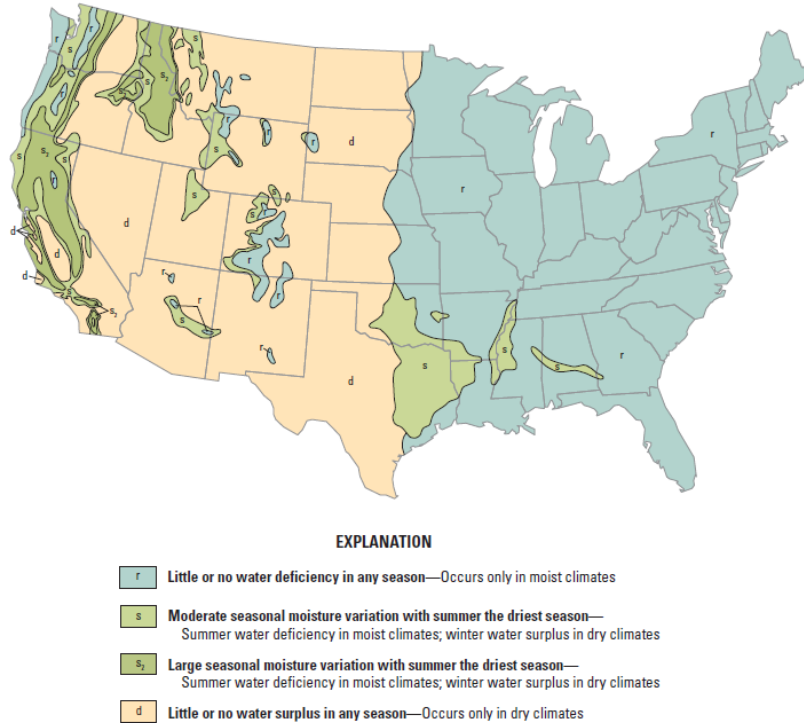 r
s
r
s
r
s₂
s
s₂
r
s
r
r
d
r
r
s₂
s
s
r
s
d
s
r
r
d
d
d
r
r
s
s
s₂
r
d
s
s
s
r
EXPLANATION
r Little or no water deficiency in any season—Occurs only in moist climates
s Moderate seasonal moisture variation with summer the driest season—
Summer water deficiency in moist climates; winter water surplus in dry climates
s₂ Large seasonal moisture variation with summer the driest season—
Summer water deficiency in moist climates; winter water surplus in dry climates
d Little or no water surplus in any season—Occurs only in dry climates